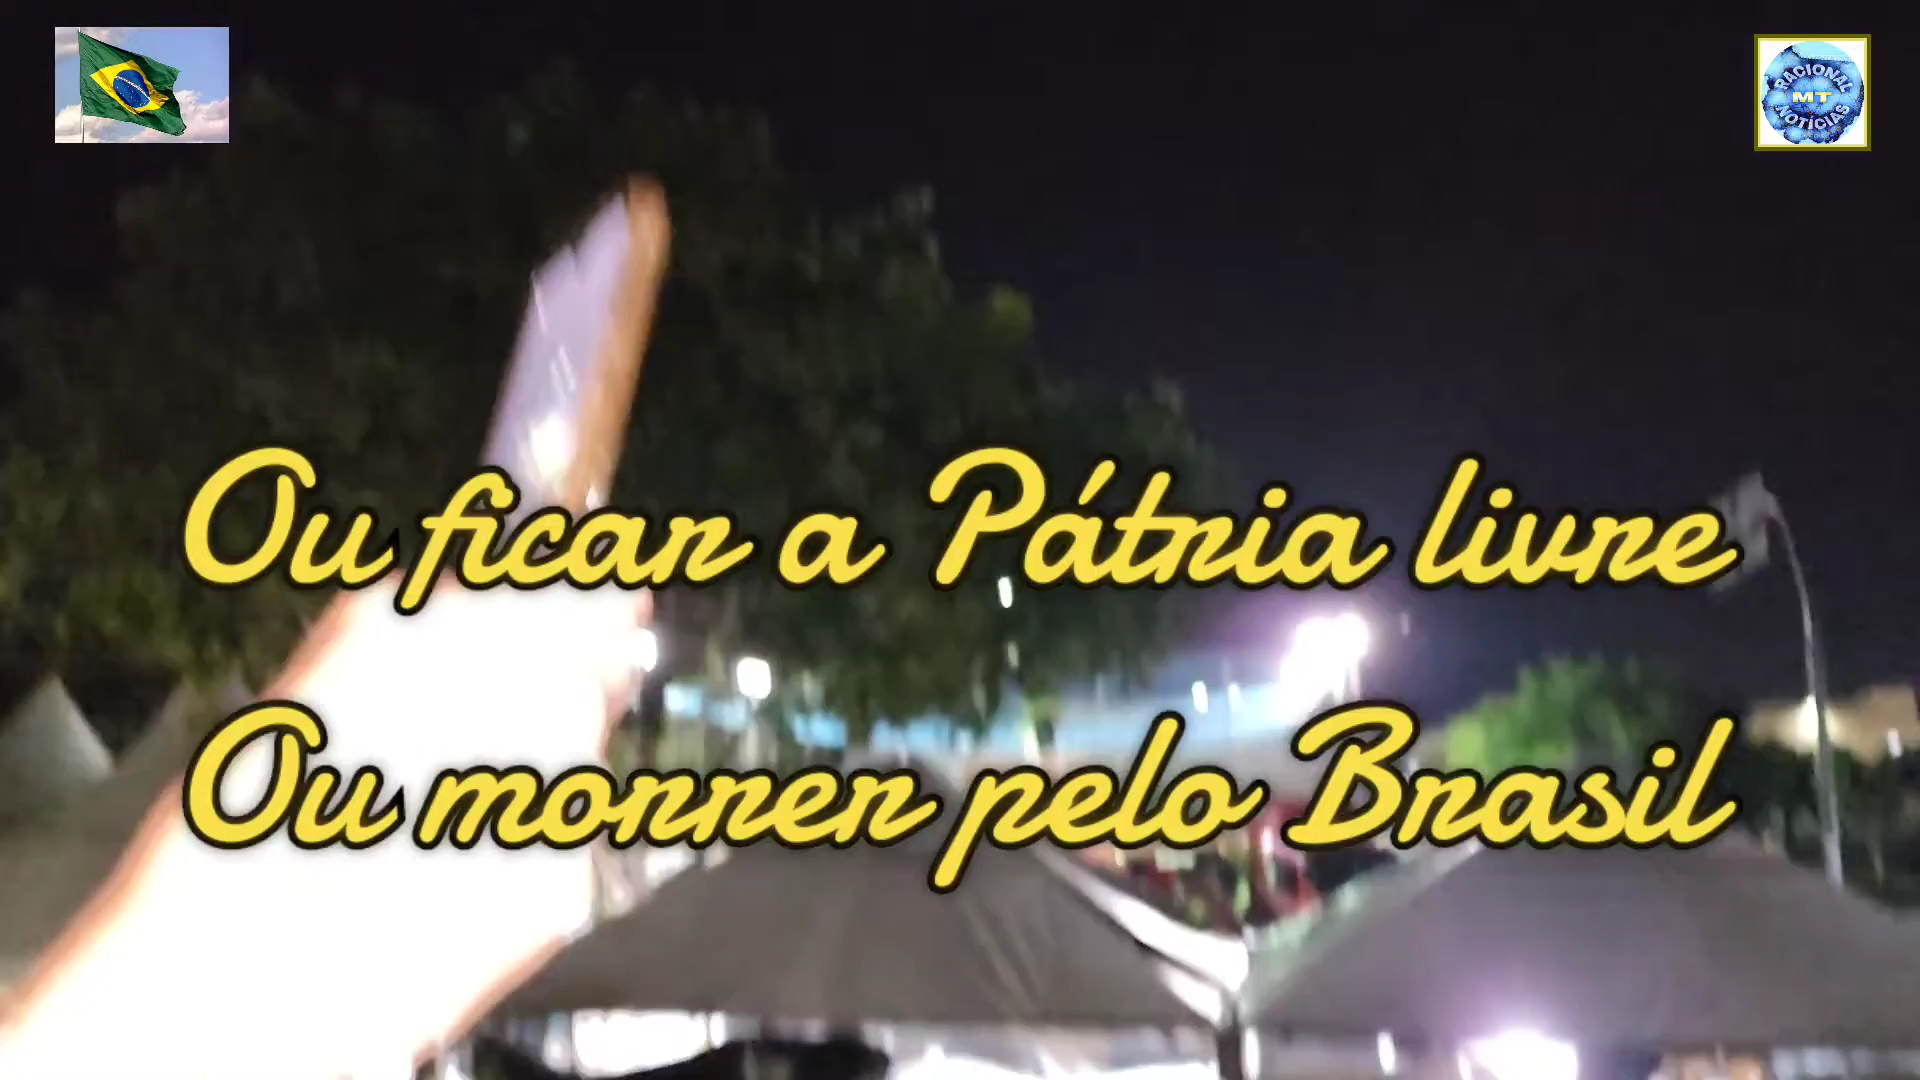 RACIONAL
MT
NOTÍCIAS
Ou ficar a Pátria livre
Ou morrer pelo Brasil